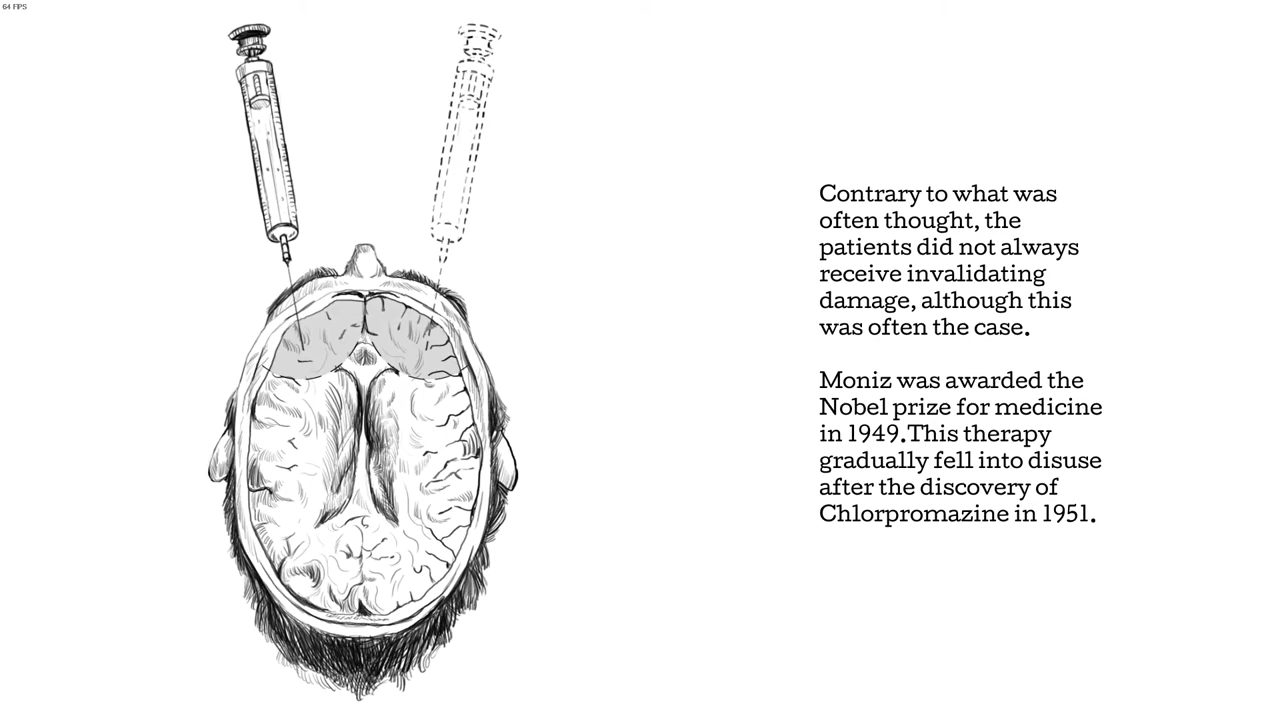 64 FPS
Contrary to what was
often thought, the
patients did not always
receive invalidating
damage, although this
was often the case.
Moniz was awarded the
Nobel prize for medicine
in 1949.This therapy
gradually fell into disuse
after the discovery of
Chlorpromazine in 1951.